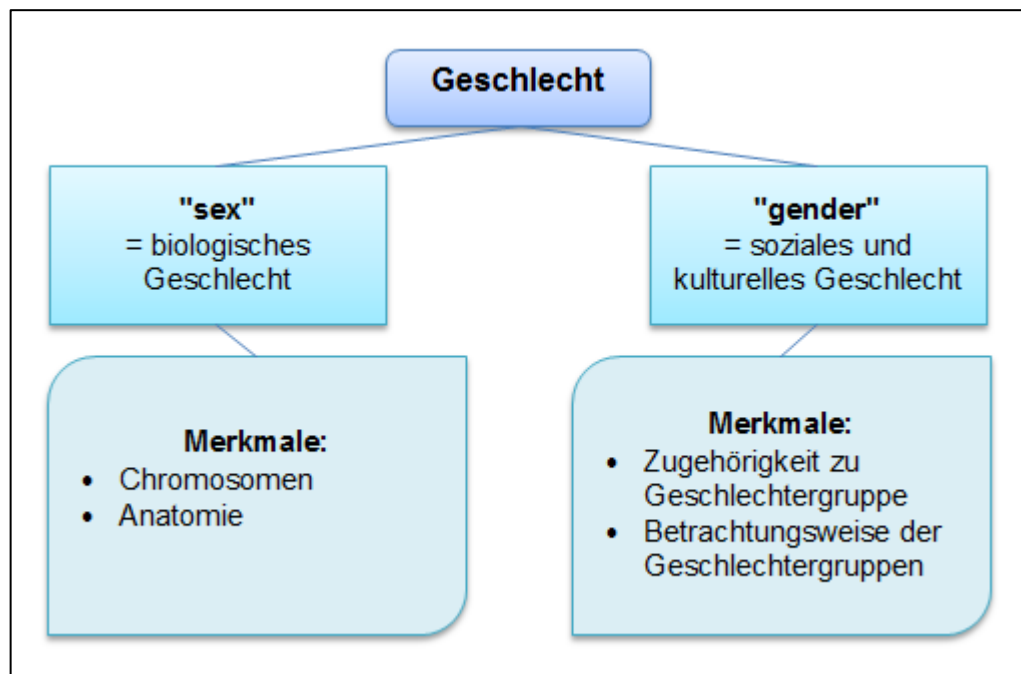 Geschlecht
"sex"
= biologisches
Geschlecht
"gender"
= soziales und
kulturelles Geschlecht
Merkmale:
• Chromosomen
• Anatomie
Merkmale:
• Zugehörigkeit zu
Geschlechtergruppe
• Betrachtungsweise der
Geschlechtergruppen